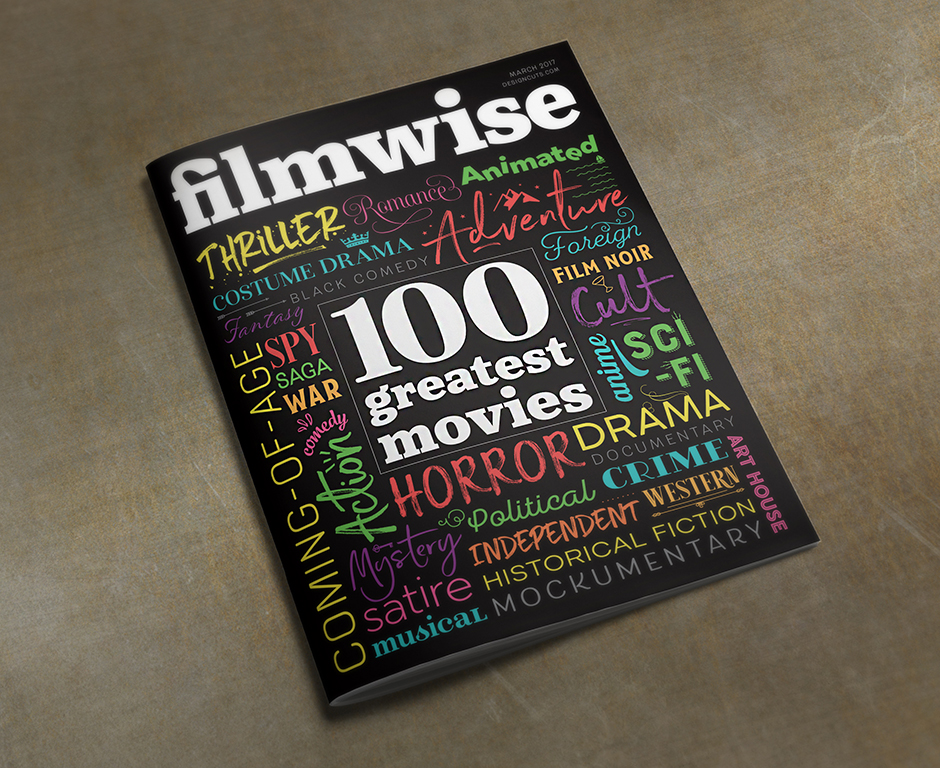 MARCH 2017
DESIGNCUTS.COM
filmwise
Animated
Romance
THRILLER
Adventure
COSTUME DRAMA
Foreign
BLACK COMEDY
FILM NOIR
Fantasy
Cult
100
greatest
movies
SPY
SAGA
WAR
anime
SCI
-FI
COMING-OF-AGE
comedy
Action
HORROR
DRAMA
DOCUMENTARY
CRIME
ART HOUSE
Political
WESTERN
Mystery
INDEPENDENT
HISTORICAL FICTION
satire
MOCKUMENTARY
musical